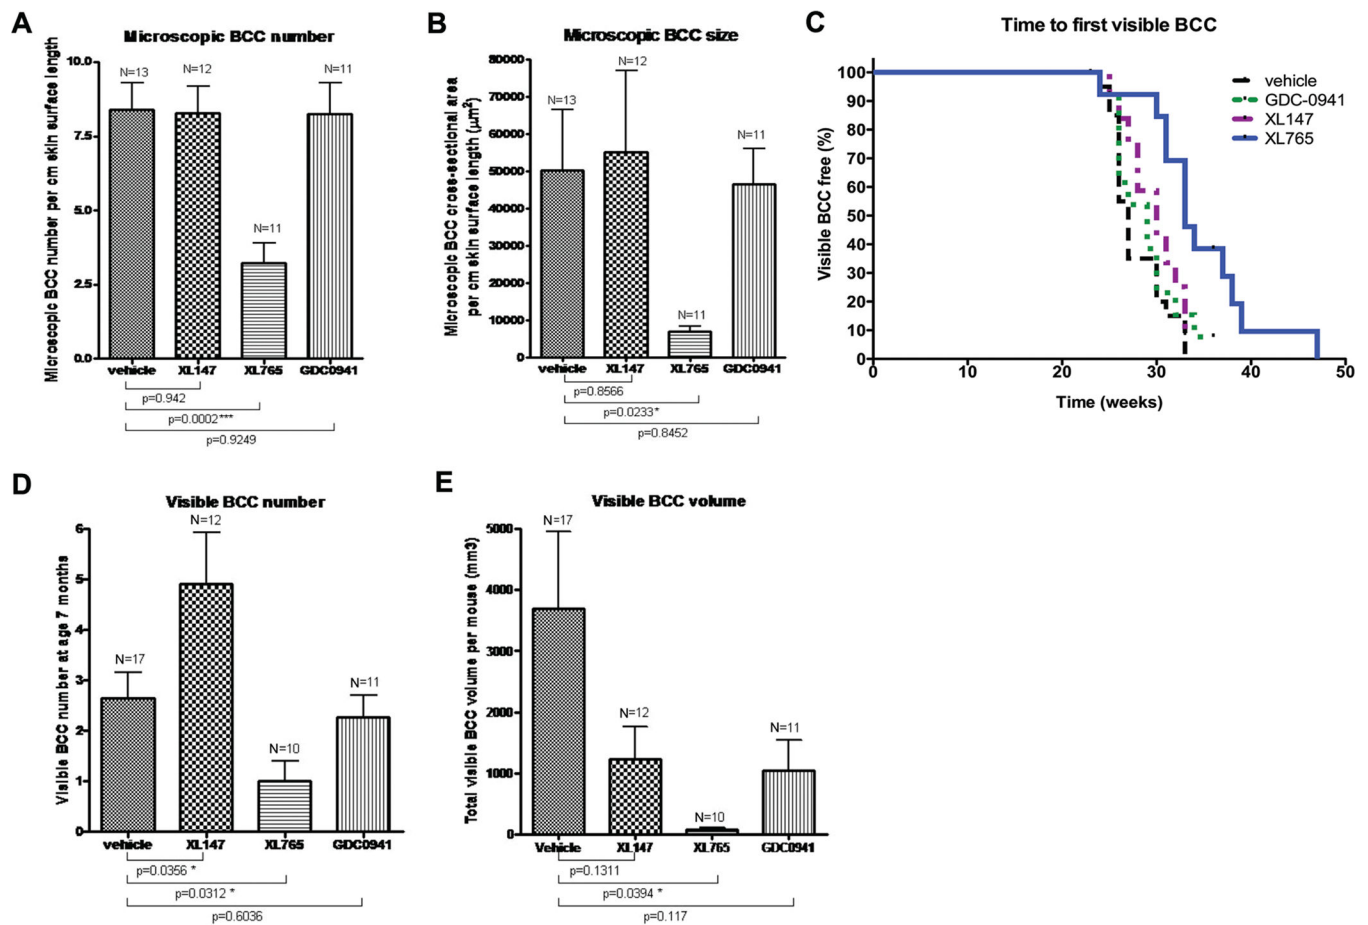 A
Microscopic BCC number
Microscopic BCC number per cm skin surface length
10.0
7.5
5.0
2.5
0.0
N=13
N=12
N=11
N=11
vehicle XL147 XL765 GDC0941
p=0.942
p=0.0002***
p=0.9249
B
Microscopic BCC size
Microscopic BCC cross-sectional area
per cm skin surface length (μm²)
80000
70000
60000
50000
40000
30000
20000
10000
0
N=13
N=12
N=11
N=11
vehicle XL147 XL765 GDC0941
p=0.8566
p=0.0233*
p=0.8452
C
Time to first visible BCC
Visible BCC free (%)
100
90
80
70
60
50
40
30
20
10
0
0 10 20 30 40 50
Time (weeks)
vehicle
GDC-0941
XL147
XL765
D
Visible BCC number
Visible BCC number at age 7 months
6
5
4
3
2
1
0
N=17
N=12
N=10
N=11
vehicle XL147 XL765 GDC0941
p=0.0356 *
p=0.0312 *
p=0.6036
E
Visible BCC volume
Total visible BCC volume per mouse (mm3)
5000
4000
3000
2000
1000
0
N=17
N=12
N=10
N=11
Vehicle XL147 XL765 GDC0941
p=0.1311
p=0.0394 *
p=0.117